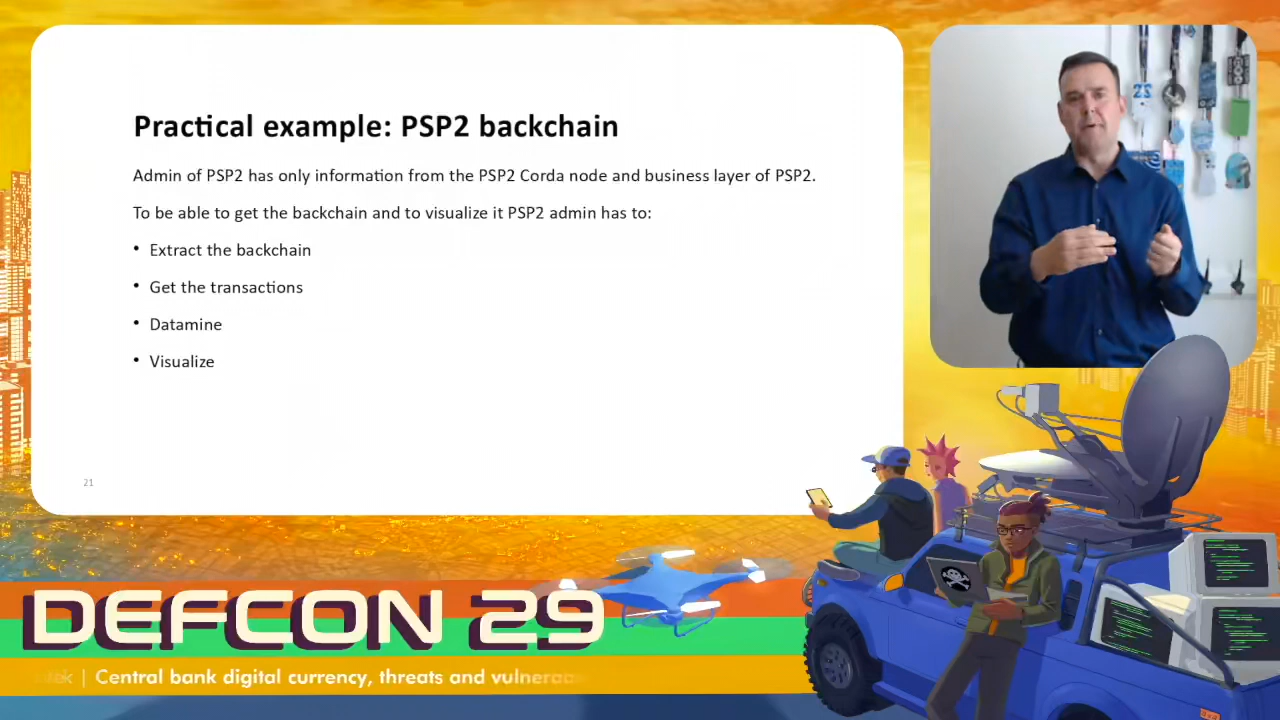 Practical example: PSP2 backchain
Admin of PSP2 has only information from the PSP2 Corda node and business layer of PSP2.
To be able to get the backchain and to visualize it PSP2 admin has to:
• Extract the backchain
• Get the transactions
• Datamine
• Visualize
21
DEFCON 29
| Central bank digital currency, threats and